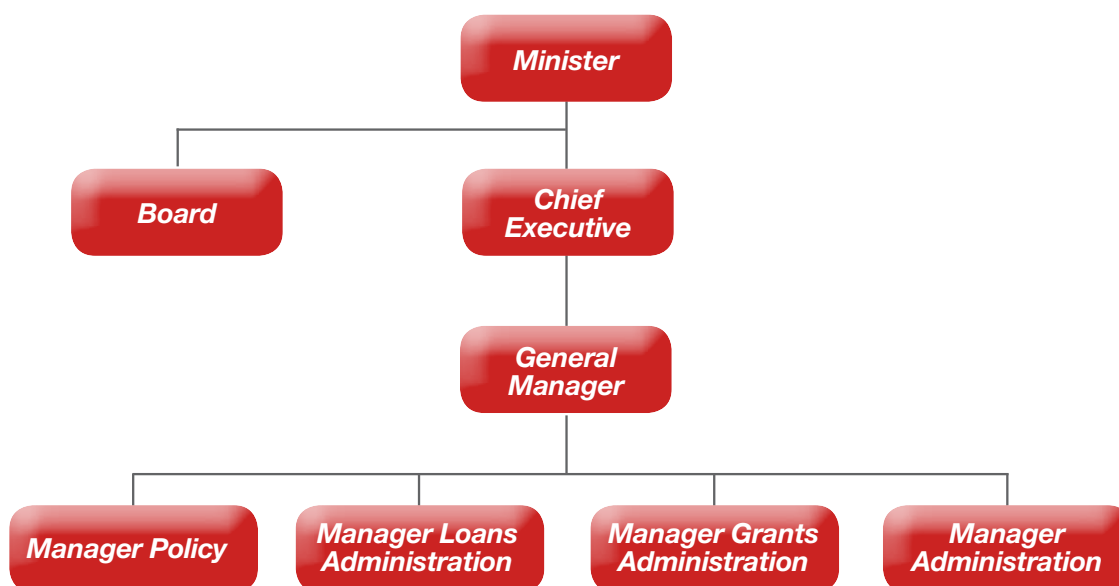 Minister
Board
Chief
Executive
General
Manager
Manager Policy
Manager Loans
Administration
Manager Grants
Administration
Manager
Administration